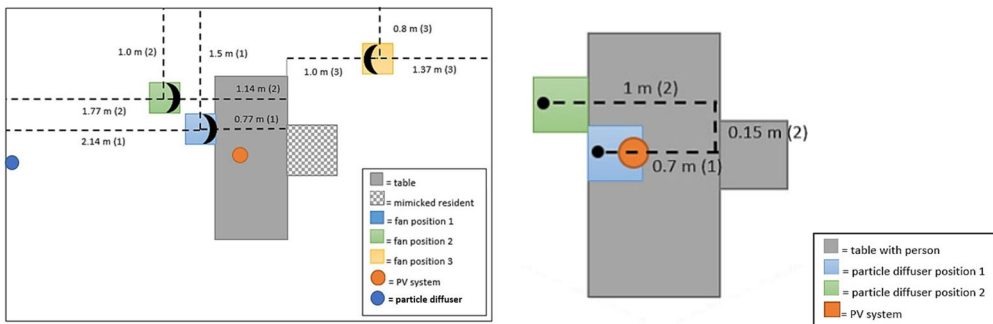 1.0 m (2)
1.5 m (1)
0.8 m (3)
1.0 m (3)
1.37 m (3)
1.14 m (2)
1.77 m (2)
0.77 m (1)
2.14 m (1)
= table
= mimicked resident
= fan position 1
= fan position 2
= fan position 3
= PV system
= particle diffuser
1 m (2)
0.15 m (2)
0.7 m (1)
= table with person
= particle diffuser position 1
= particle diffuser position 2
= PV system